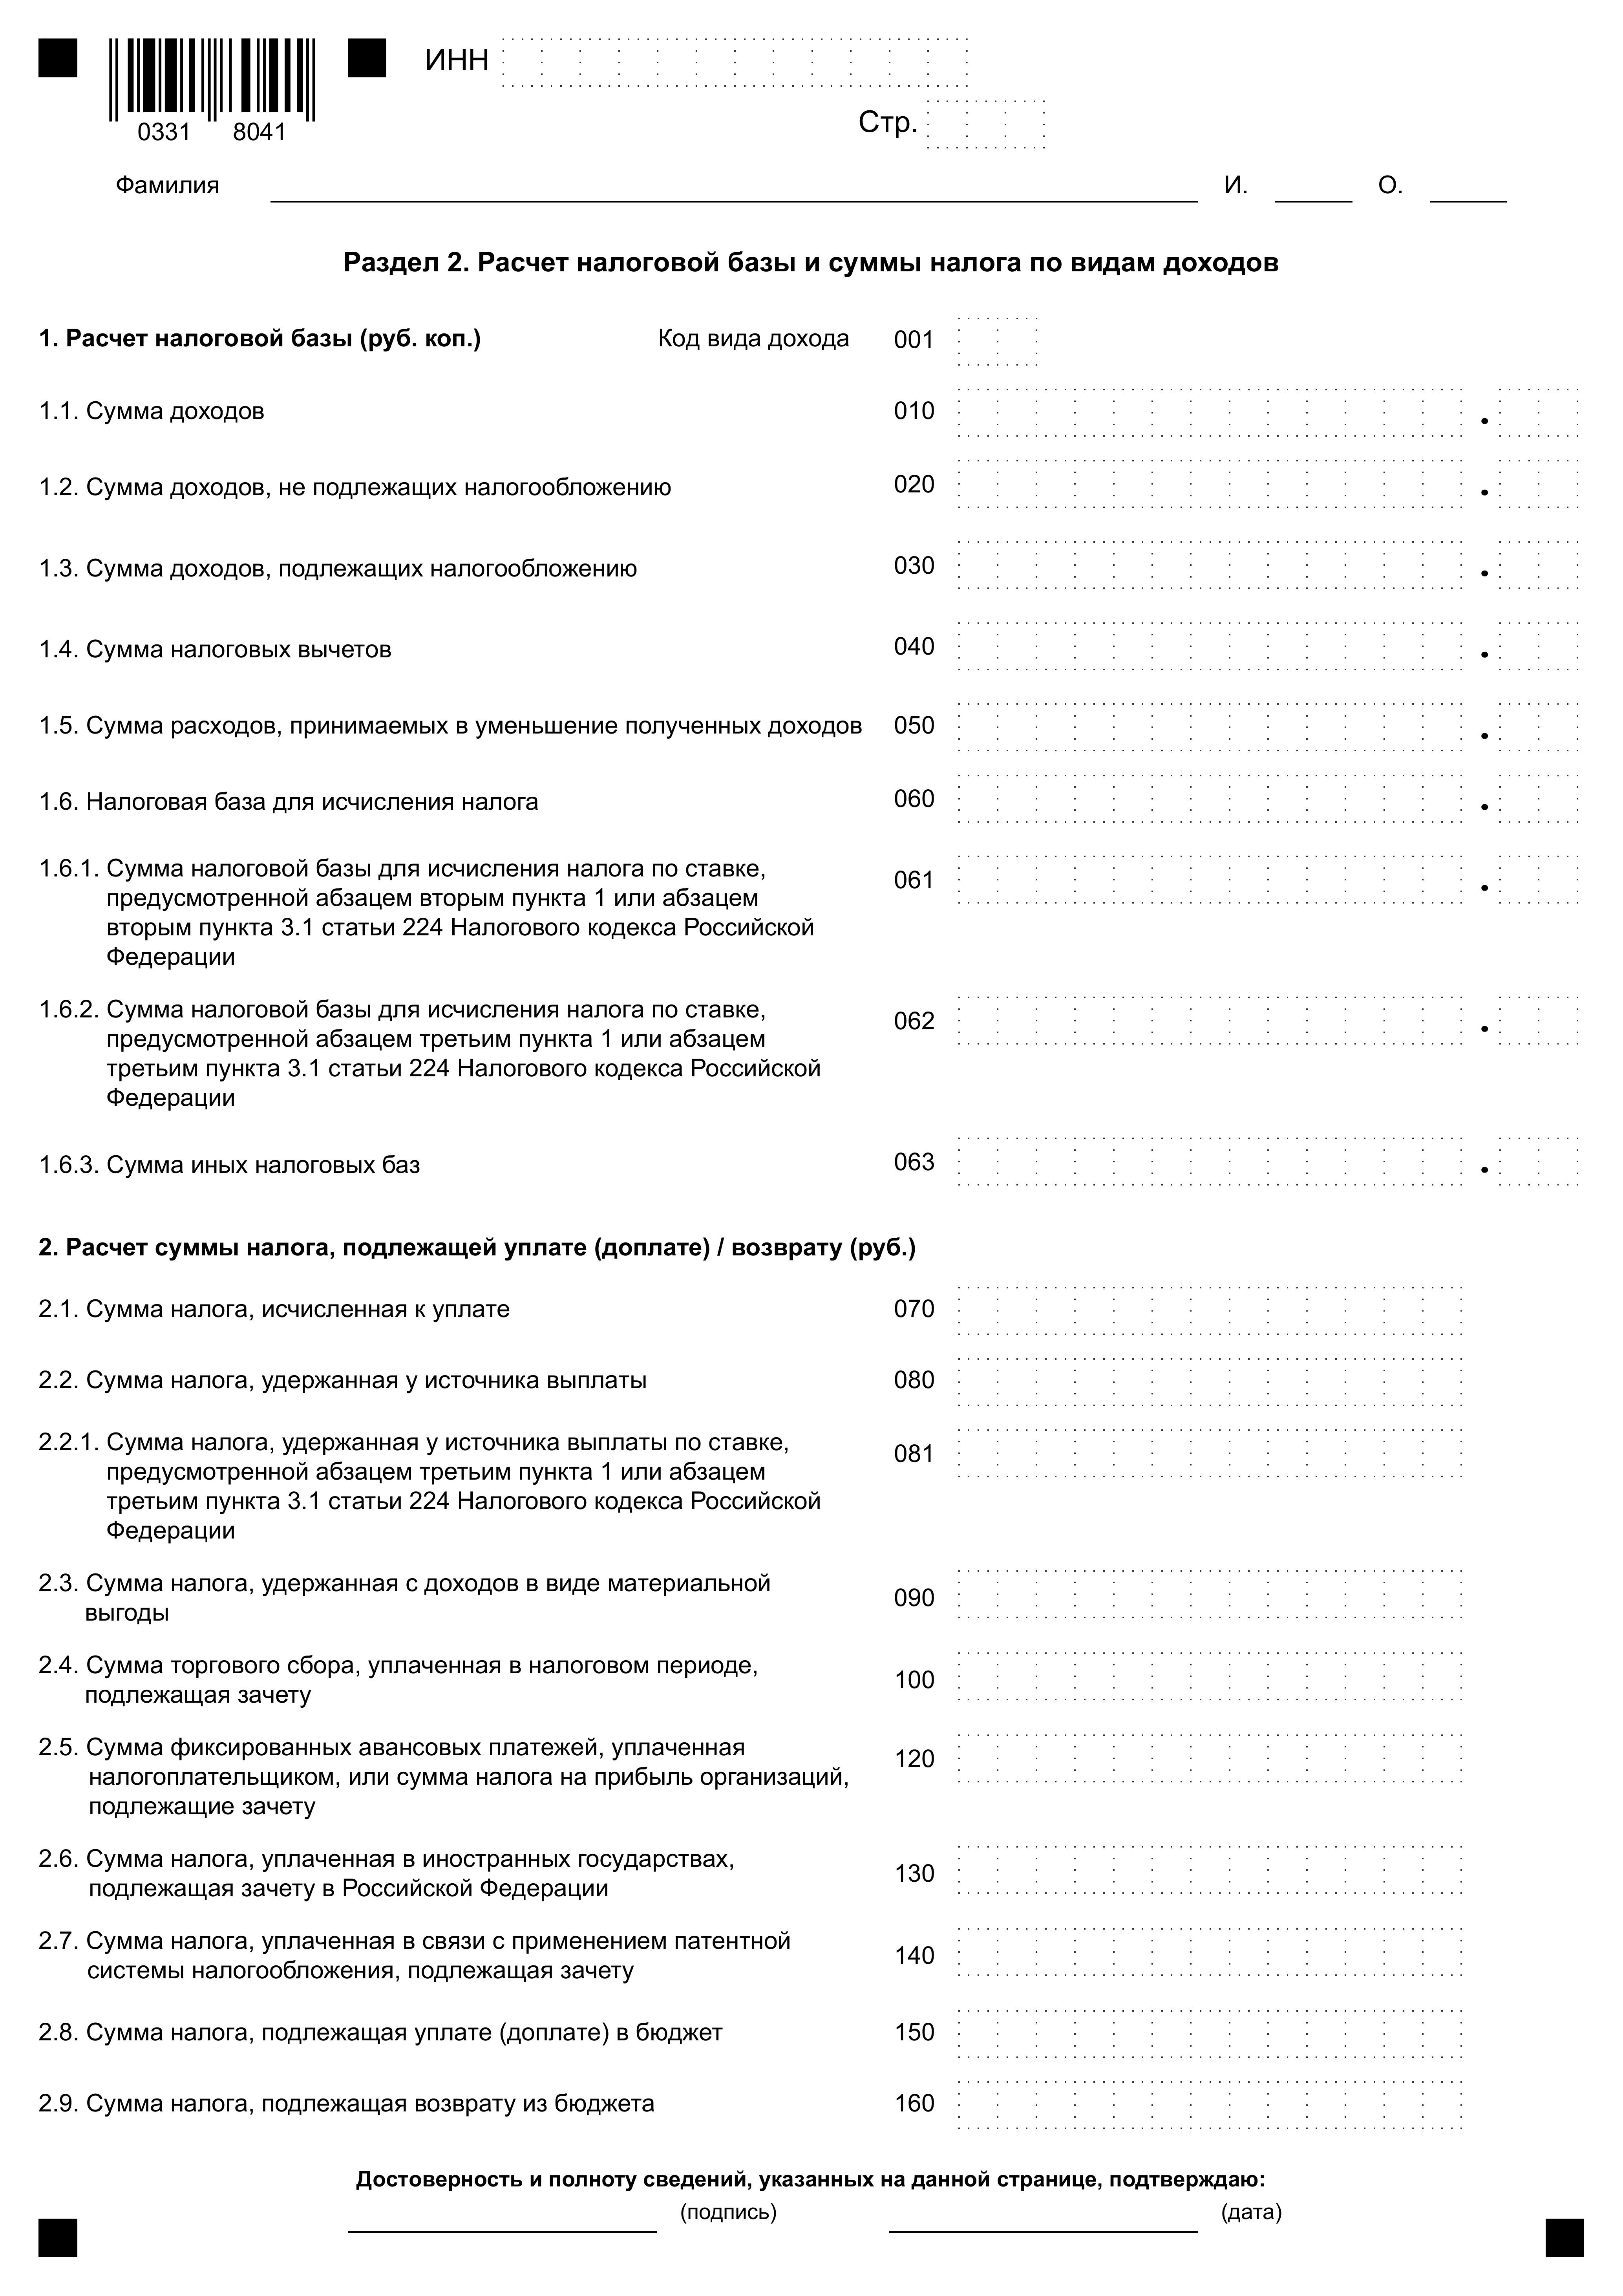 ИНН
0331 8041
Стр.
Фамилия И. О.
Раздел 2. Расчет налоговой базы и суммы налога по видам доходов
1. Расчет налоговой базы (руб. коп.) Код вида дохода 001
1.1. Сумма доходов 010 .
1.2. Сумма доходов, не подлежащих налогообложению 020 .
1.3. Сумма доходов, подлежащих налогообложению 030 .
1.4. Сумма налоговых вычетов 040 .
1.5. Сумма расходов, принимаемых в уменьшение полученных доходов 050 .
1.6. Налоговая база для исчисления налога 060 .
1.6.1. Сумма налоговой базы для исчисления налога по ставке, 061 .
предусмотренной абзацем вторым пункта 1 или абзацем
вторым пункта 3.1 статьи 224 Налогового кодекса Российской
Федерации
1.6.2. Сумма налоговой базы для исчисления налога по ставке, 062 .
предусмотренной абзацем третьим пункта 1 или абзацем
третьим пункта 3.1 статьи 224 Налогового кодекса Российской
Федерации
1.6.3. Сумма иных налоговых баз 063 .
2. Расчет суммы налога, подлежащей уплате (доплате) / возврату (руб.)
2.1. Сумма налога, исчисленная к уплате 070
2.2. Сумма налога, удержанная у источника выплаты 080
2.2.1. Сумма налога, удержанная у источника выплаты по ставке, 081
предусмотренной абзацем третьим пункта 1 или абзацем
третьим пункта 3.1 статьи 224 Налогового кодекса Российской
Федерации
2.3. Сумма налога, удержанная с доходов в виде материальной 090
выгоды
2.4. Сумма торгового сбора, уплаченная в налоговом периоде, 100
подлежащая зачету
2.5. Сумма фиксированных авансовых платежей, уплаченная 120
налогоплательщиком, или сумма налога на прибыль организаций,
подлежащие зачету
2.6. Сумма налога, уплаченная в иностранных государствах, 130
подлежащая зачету в Российской Федерации
2.7. Сумма налога, уплаченная в связи с применением патентной 140
системы налогообложения, подлежащая зачету
2.8. Сумма налога, подлежащая уплате (доплате) в бюджет 150
2.9. Сумма налога, подлежащая возврату из бюджета 160
Достоверность и полноту сведений, указанных на данной странице, подтверждаю:
(подпись) (дата)